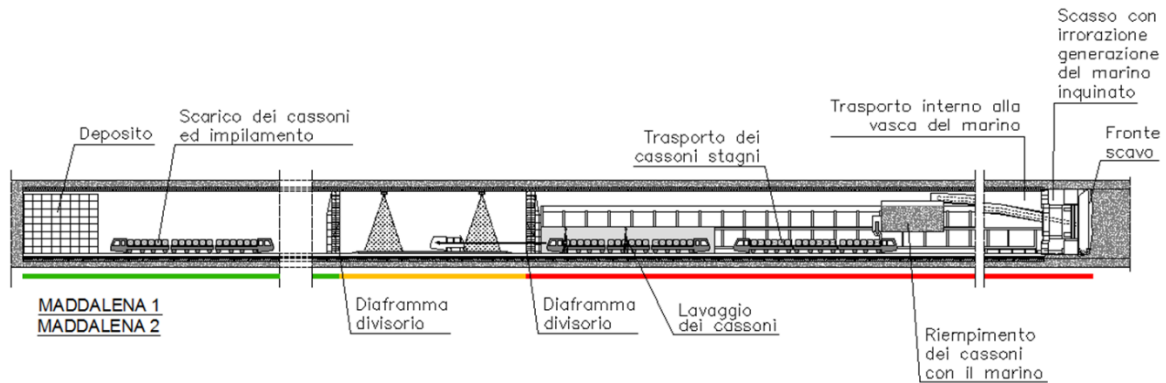 Scasso con
irrorazione
generazione
del marino
inquinato
Scarico dei cassoni
ed impilamento
Deposito
Trasporto interno alla
vasca del marino
Trasporto dei
cassoni stagni
Fronte
scavo
MADDALENA 1
MADDALENA 2
Diaframma
divisorio
Diaframma
divisorio
Lavaggio
dei cassoni
Riempimento
dei cassoni
con il marino